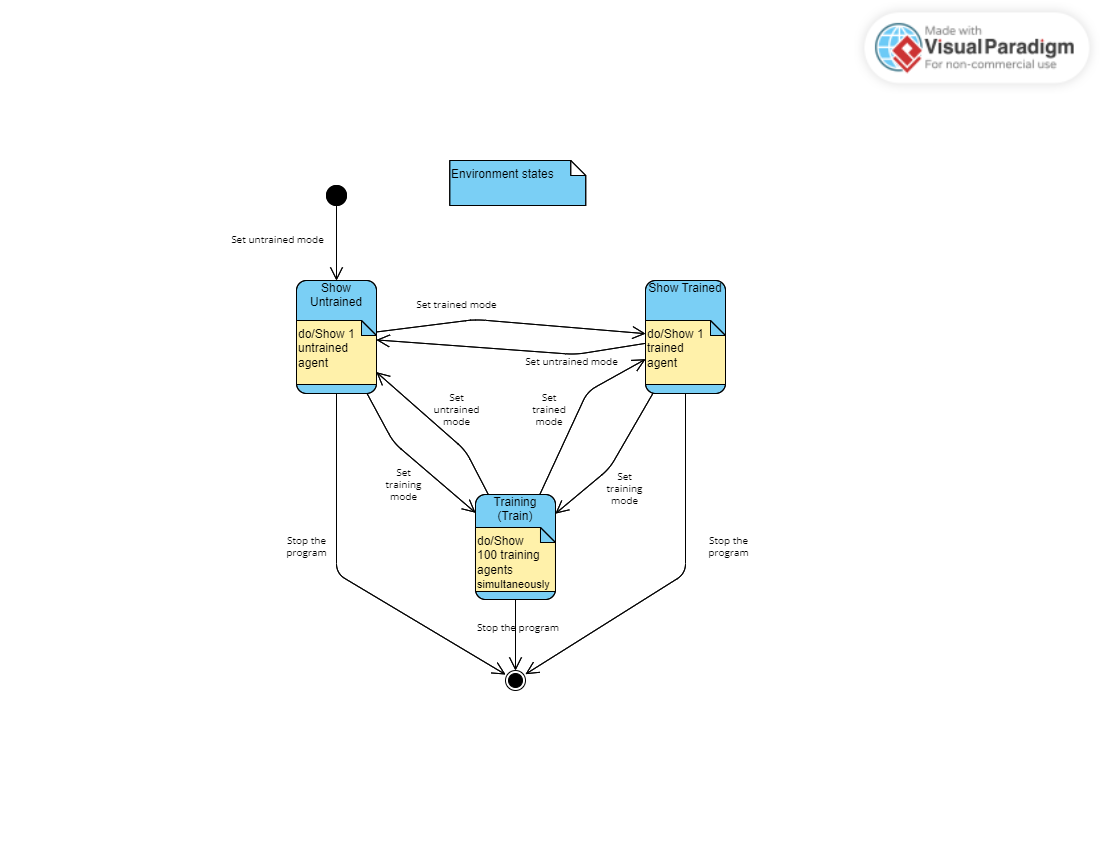 Made with
Visual Paradigm
For non-commercial use
Environment states
Set untrained mode
Show
Untrained
do/Show 1
untrained
agent
Set trained mode
Set untrained mode
Show Trained
do/Show 1
trained
agent
Set
untrained
mode
Set
trained
mode
Set
training
mode
Set
training
mode
Training
(Train)
do/Show
100 training
agents
simultaneously
Stop the
program
Stop the
program
Stop the program